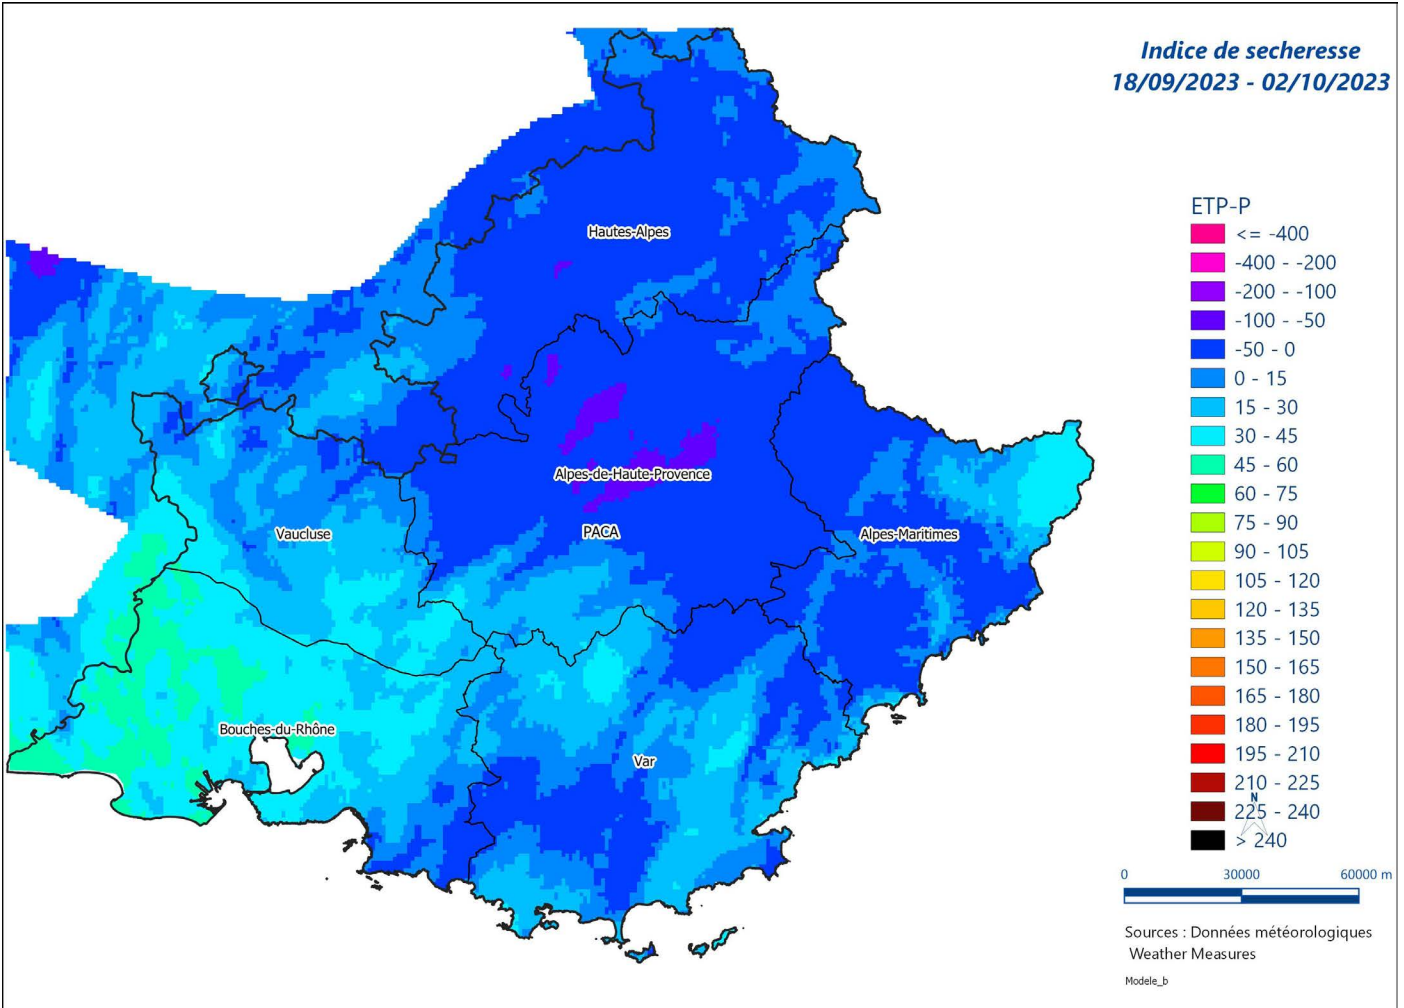 Indice de secheresse
18/09/2023 - 02/10/2023
ETP-P
<= -400
-400 - -200
-200 - -100
-100 - -50
-50 - 0
0 - 15
15 - 30
30 - 45
45 - 60
60 - 75
75 - 90
90 - 105
105 - 120
120 - 135
135 - 150
150 - 165
165 - 180
180 - 195
195 - 210
210 - 225
N
225 - 240
> 240
Hautes-Alpes
Alpes-de-Haute-Provence
PACA
Vaucluse
Alpes-Maritimes
Bouches-du-Rhône
Var
0 30000 60000 m
Sources : Données météorologiques
Weather Measures
Modele_b